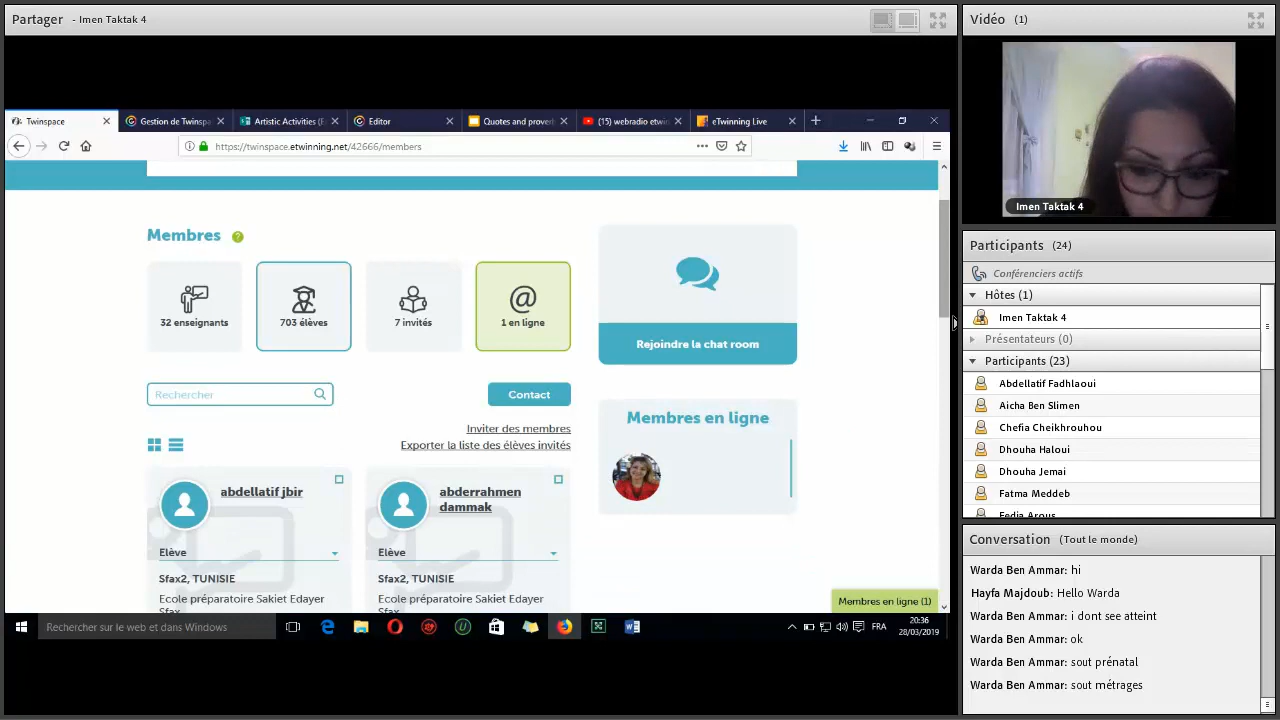 Partager - Imen Taktak 4
Twinspace
Gestion de Twinspa
Artistic Activities (F
Editor
Quotes and prover
(15) webradio etwin
eTwinning Live
https://twinspace.etwinning.net/42666/members
Membres ?
32 enseignants
703 élèves
7 invités
@
1 en ligne
Rejoindre la chat room
Rechercher
Contact
Inviter des membres
Exporter la liste des élèves invités
Membres en ligne
abdellatif jbir
Elève
Sfax2, TUNISIE
Ecole préparatoire Sakiet Edayer
Sfax
abderrahmen
dammak
Elève
Sfax2, TUNISIE
Ecole préparatoire Sakiet Edayer
Sfax
Membres en ligne (1)
Rechercher sur le web et dans Windows
FRA
20:36
28/03/2019
Vidéo (1)
Imen Taktak 4
Participants (24)
Conférenciers actifs
Hôtes (1)
Imen Taktak 4
Présentateurs (0)
Participants (23)
Abdellatif Fadhlaoui
Aicha Ben Slimen
Chefia Cheikhrouhou
Dhouha Haloui
Dhouha Jemai
Fatma Meddeb
Fedia Arous
Conversation (Tout le monde)
Warda Ben Ammar: hi
Hayfa Majdoub: Hello Warda
Warda Ben Ammar: i dont see atteint
Warda Ben Ammar: ok
Warda Ben Ammar: sout prénatal
Warda Ben Ammar: sout métrages